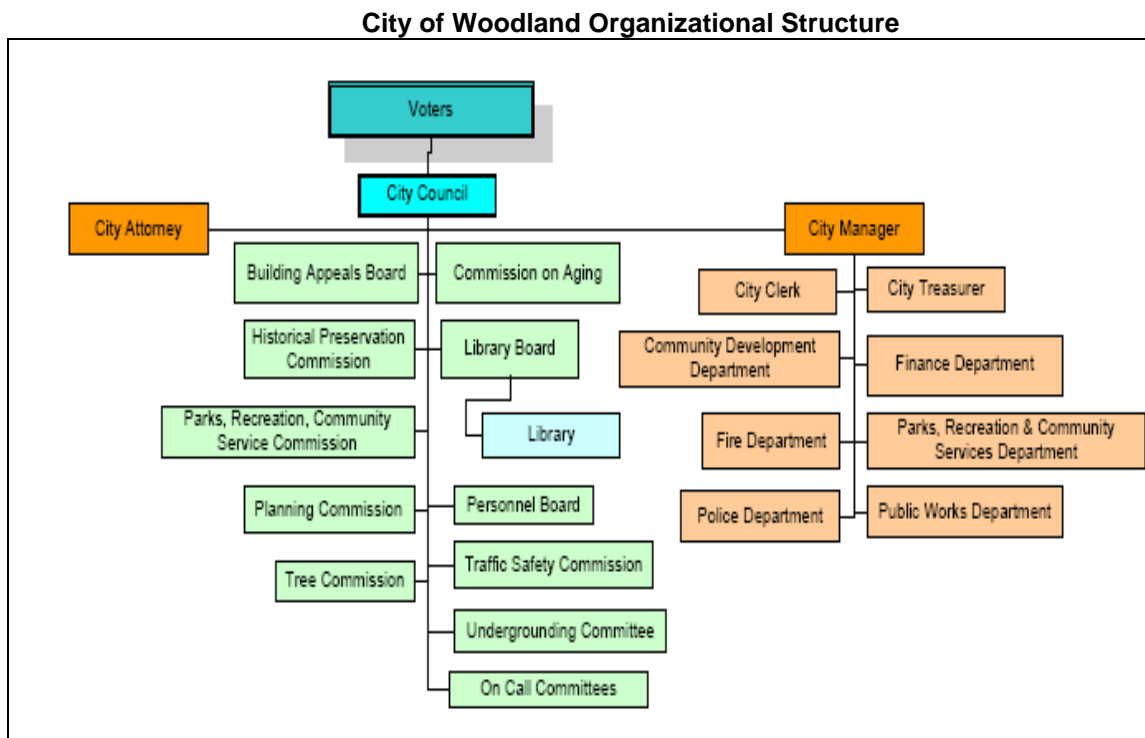 City of Woodland Organizational Structure
Voters
City Council
City Attorney
City Manager
Building Appeals Board
Commission on Aging
City Clerk
City Treasurer
Historical Preservation
Commission
Library Board
Community Development
Department
Finance Department
Parks, Recreation, Community
Service Commission
Library
Fire Department
Parks, Recreation & Community
Services Department
Planning Commission
Personnel Board
Police Department
Public Works Department
Tree Commission
Traffic Safety Commission
Undergrounding Committee
On Call Committees